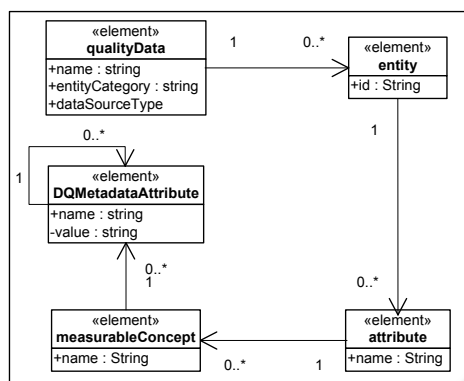 «element»
qualityData
+name : string
+entityCategory : string
+dataSourceType
1
0..*
«element»
entity
+id : String
1
0..*
0..*
1
«element»
DQMetadataAttribute
+name : string
-value : string
0..*
1
«element»
measurableConcept
+name : String
0..*
1
«element»
attribute
+name : String